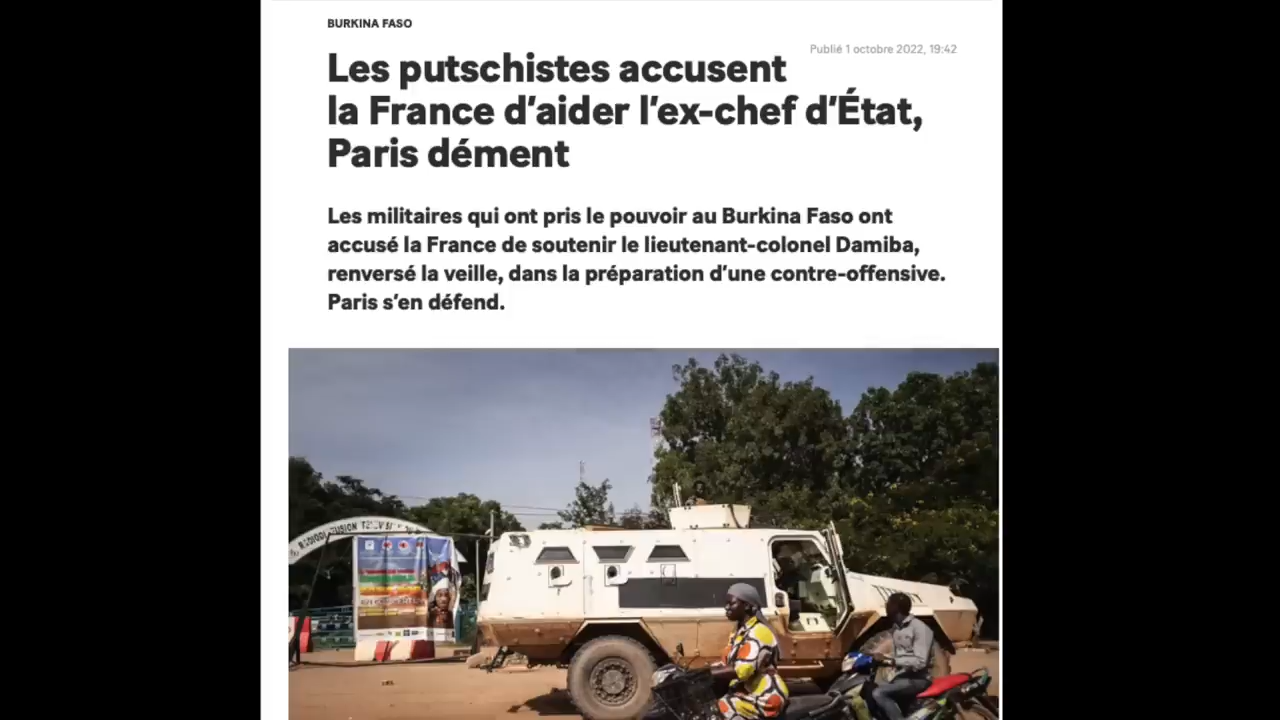 BURKINA FASO
Publié 1 octobre 2022, 19:42
Les putschistes accusent
la France d’aider l’ex-chef d’État,
Paris dément
Les militaires qui ont pris le pouvoir au Burkina Faso ont
accusé la France de soutenir le lieutenant-colonel Damiba,
renversé la veille, dans la préparation d’une contre-offensive.
Paris s’en défend.